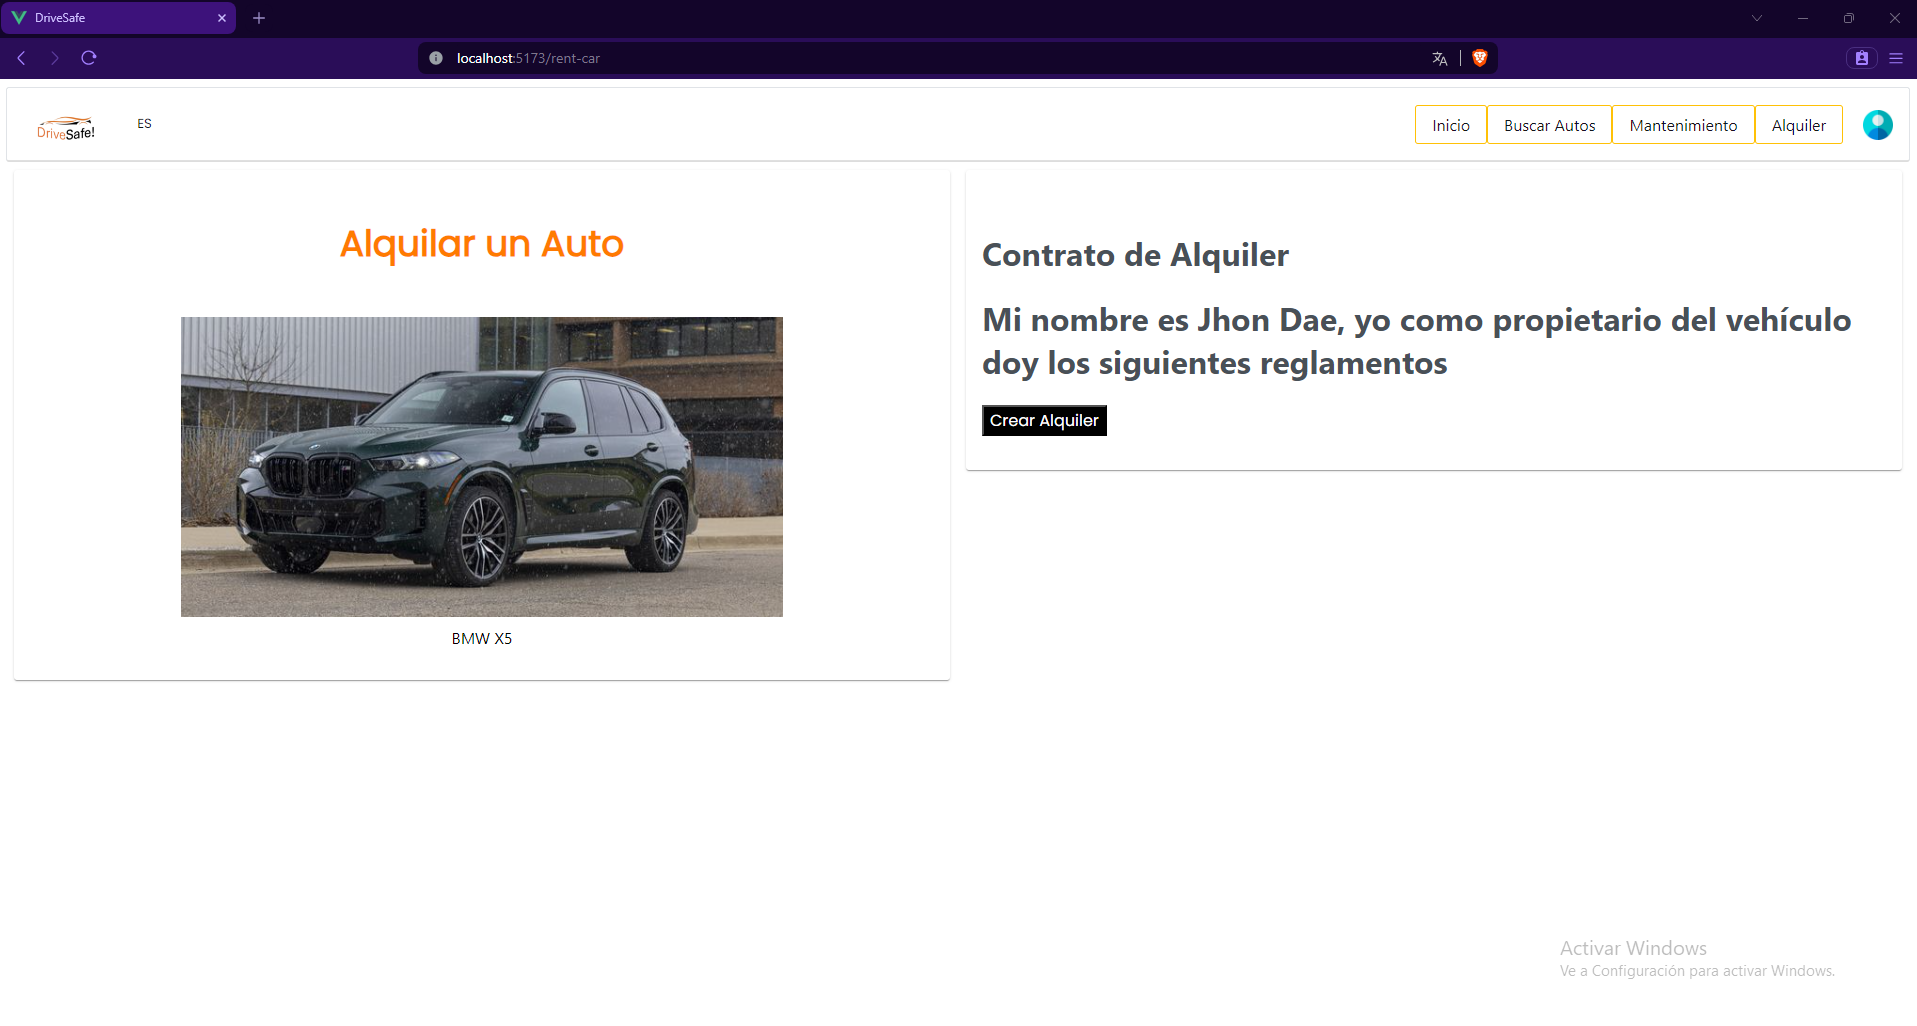 DriveSafe
localhost:5173/rent-car
DriveSafe!
ES
Inicio
Buscar Autos
Mantenimiento
Alquiler
Alquilar un Auto
BMW X5
Contrato de Alquiler
Mi nombre es Jhon Dae, yo como propietario del vehículo
doy los siguientes reglamentos
Crear Alquiler
Activar Windows
Ve a Configuración para activar Windows.